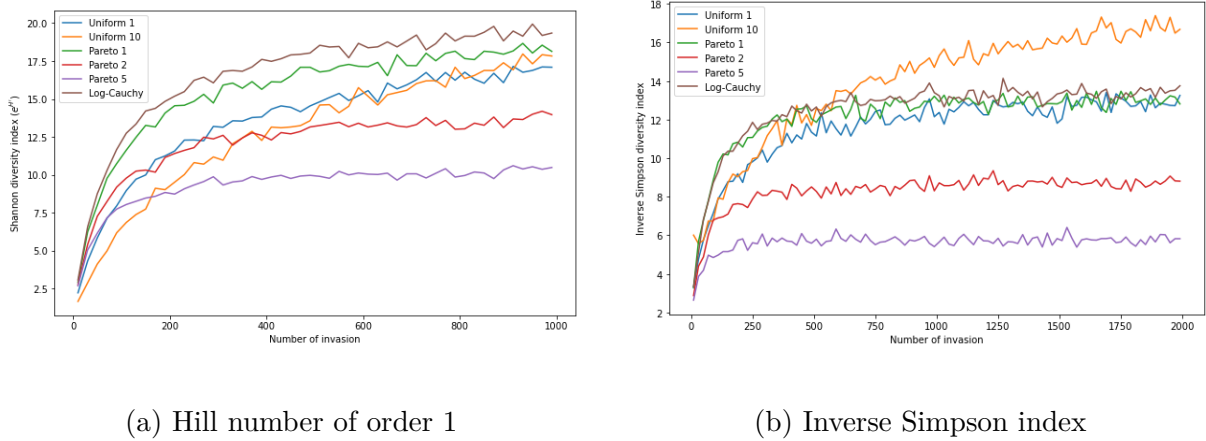 20.0
17.5
15.0
12.5
10.0
7.5
5.0
2.5
Shannon diversity index (e^H')
Uniform 1
Uniform 10
Pareto 1
Pareto 2
Pareto 5
Log-Cauchy
0 200 400 600 800 1000
Number of invasion
(a) Hill number of order 1
18
16
14
12
10
8
6
4
2
Inverse Simpson diversity index
Uniform 1
Uniform 10
Pareto 1
Pareto 2
Pareto 5
Log-Cauchy
0 250 500 750 1000 1250 1500 1750 2000
Number of invasion
(b) Inverse Simpson index